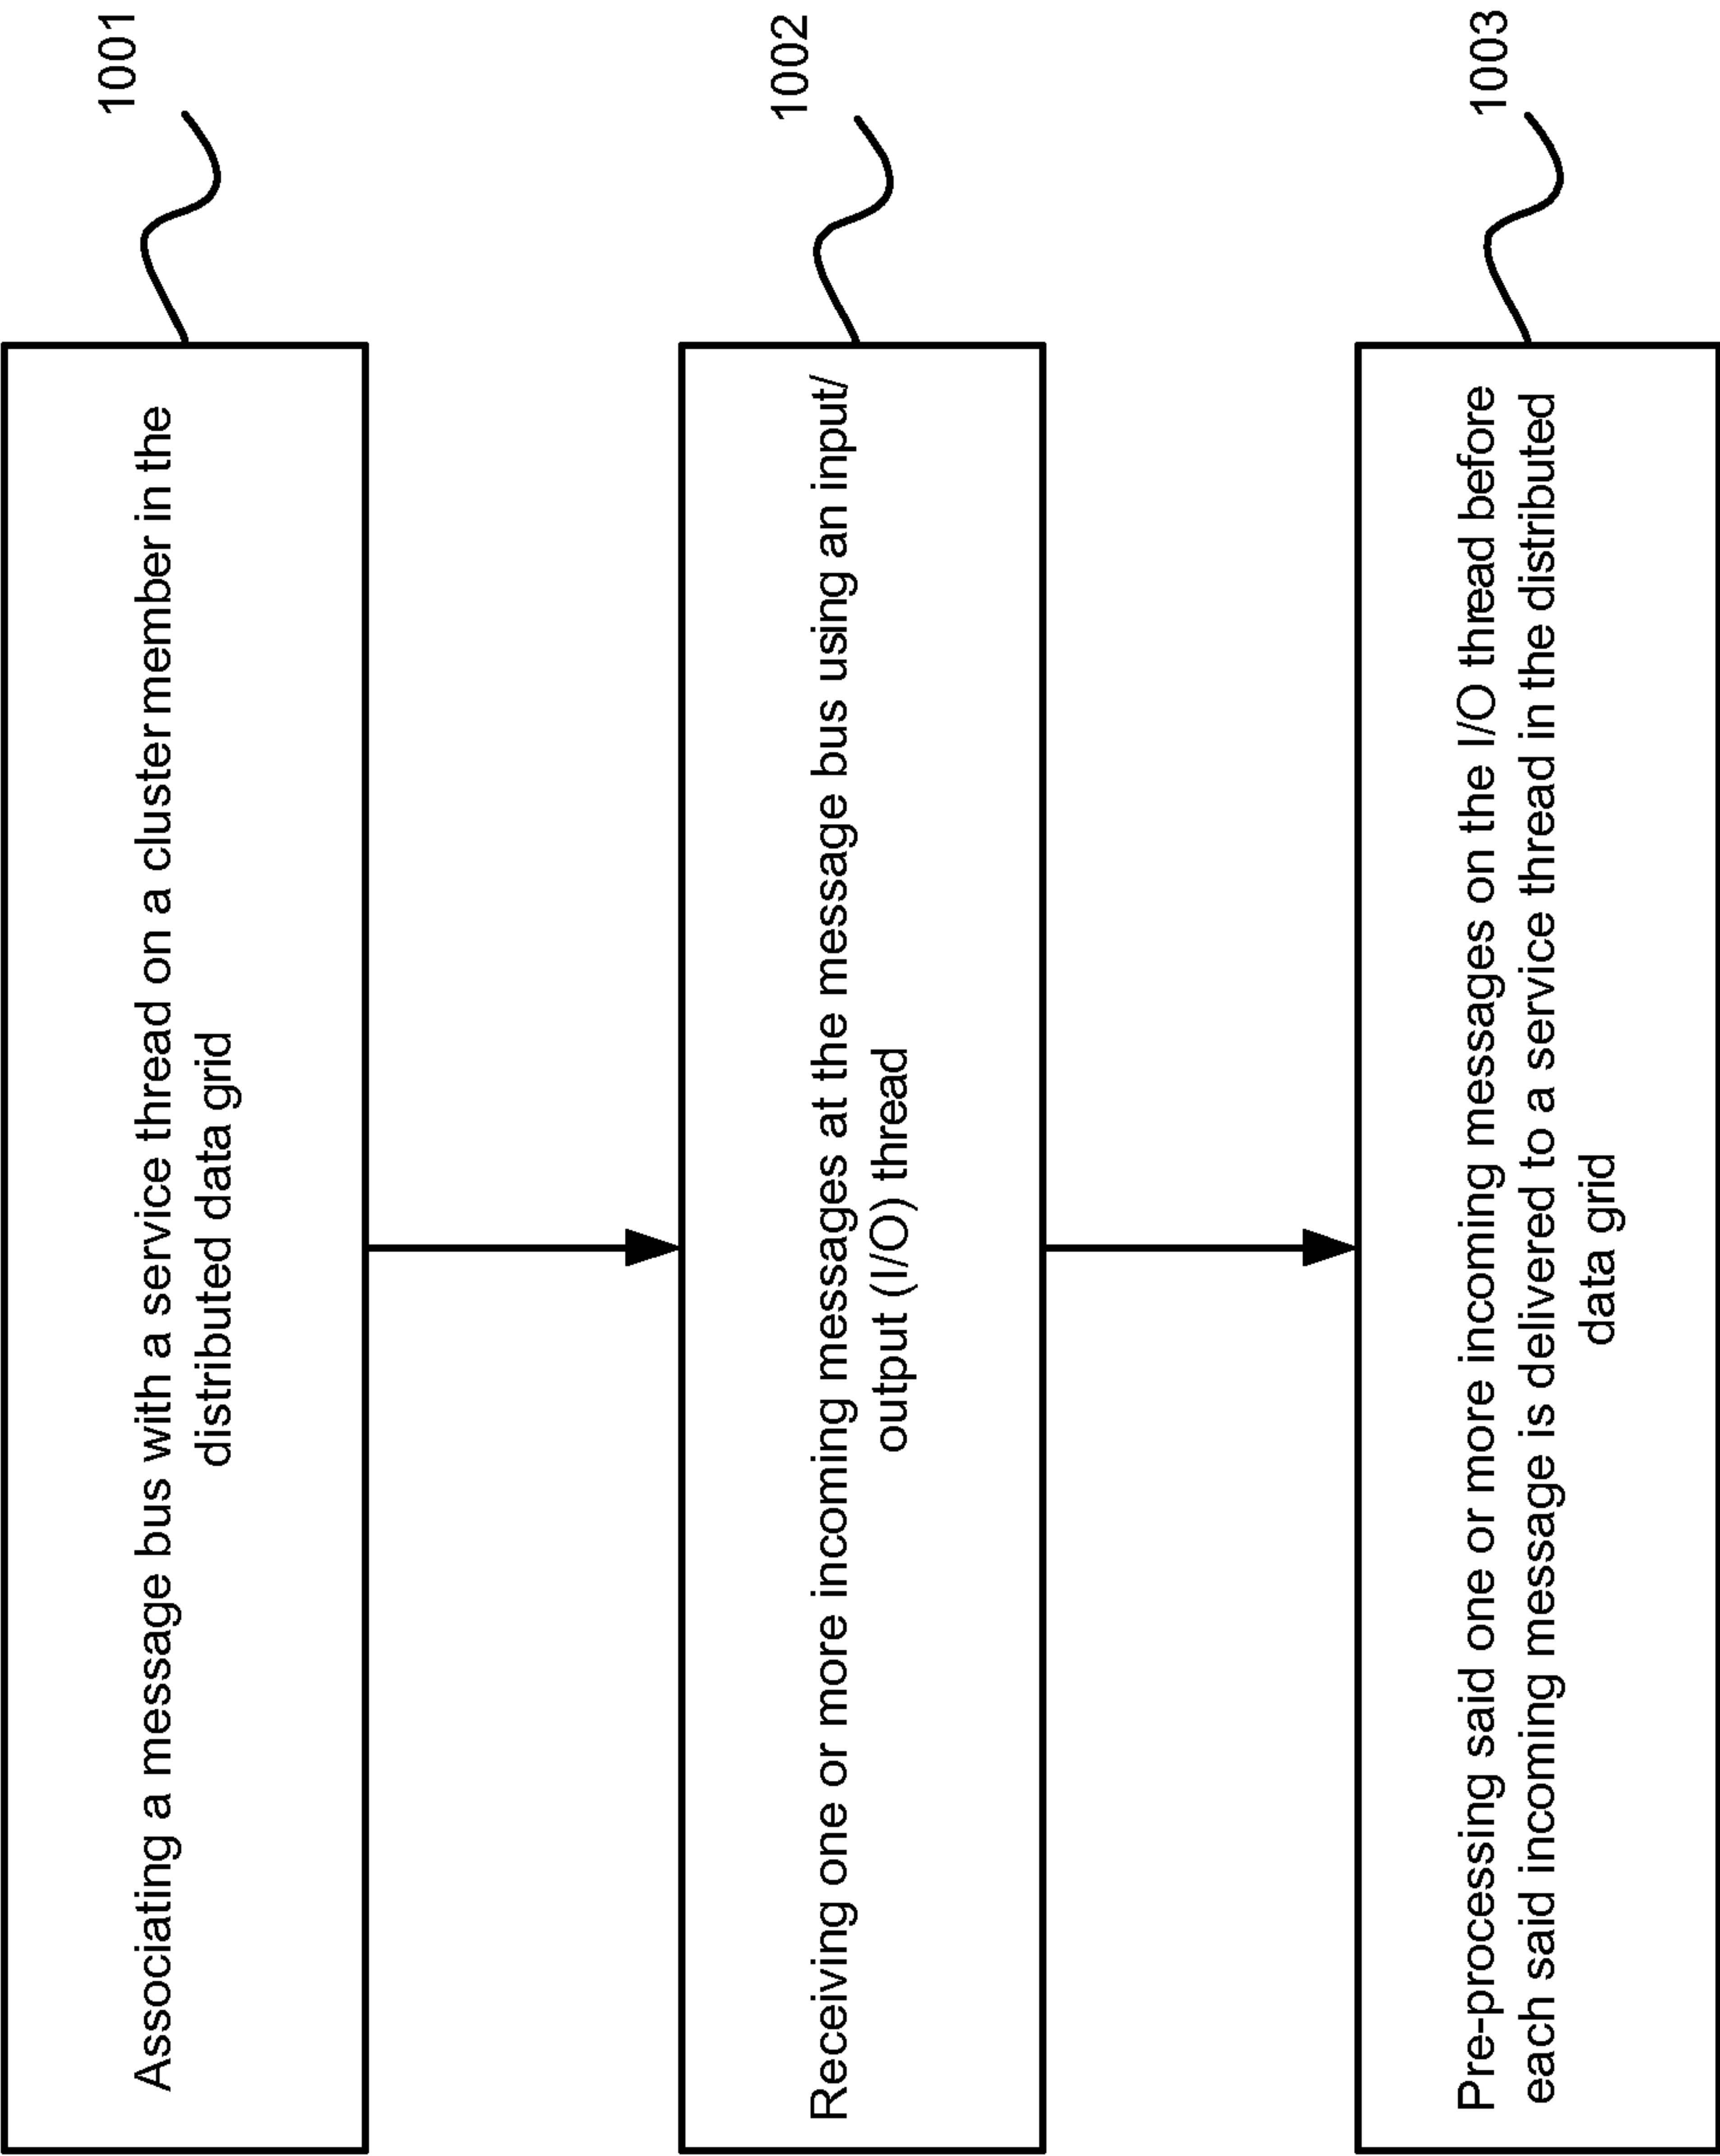 Associating a message bus with a service thread on a cluster member in the
distributed data grid
1001
Receiving one or more incoming messages at the message bus using an input/
output (I/O) thread
1002
Pre-processing said one or more incoming messages on the I/O thread before
each said incoming message is delivered to a service thread in the distributed
data grid
1003